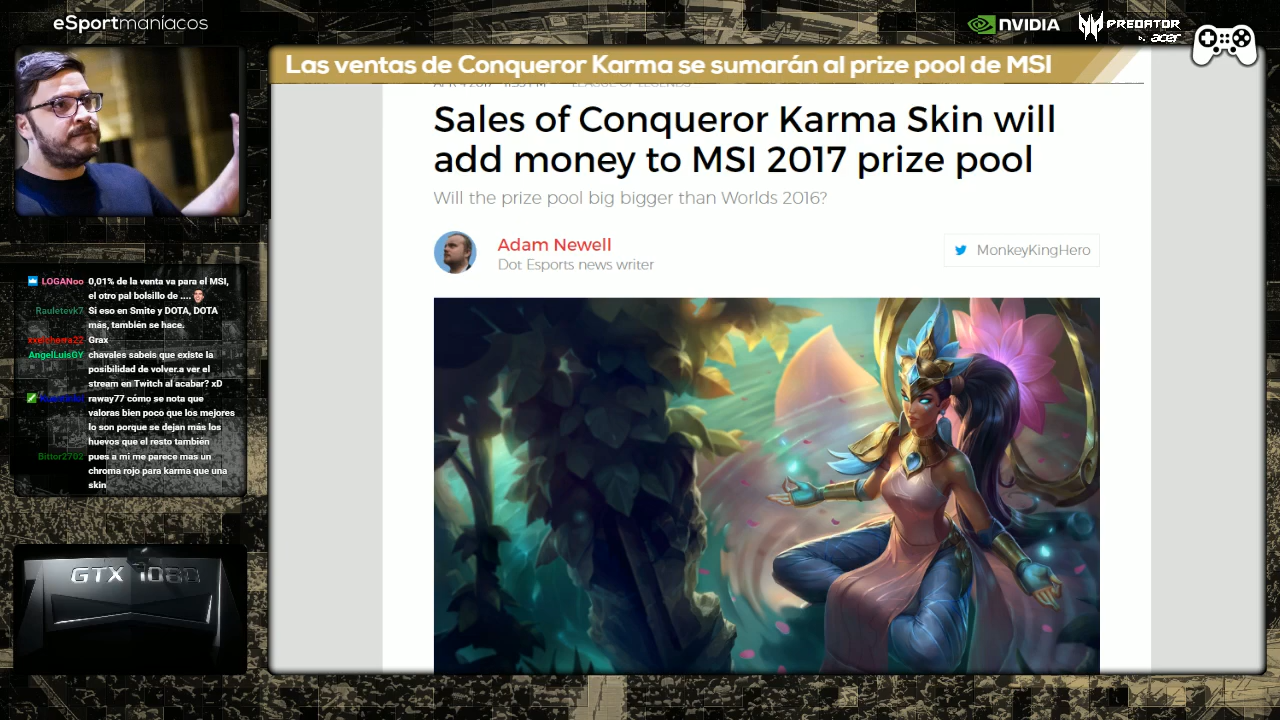 eSportmaníacos
NVIDIA
PREDATOR
acer
Las ventas de Conqueror Karma se sumarán al prize pool de MSI
Sales of Conqueror Karma Skin will
add money to MSI 2017 prize pool
Will the prize pool big bigger than Worlds 2016?
Adam Newell
Dot Esports news writer
MonkeyKingHero
LOGANoo 0,01% de la venta va para el MSI,
el otro pal bolsillo de ....
Rauletevk7 Si eso en Smite y DOTA, DOTA
más, también se hace.
Grax
AngelLuisGY chavales sabeis que existe la
posibilidad de volver.a ver el
stream en Twitch al acabar? xD
raway77 como se nota que
valoras bien poco que los mejores
lo son porque se dejan más los
huevos que el resto también
Bittor2702 pues a mi me parece mas un
chroma rojo para karma que una
skin
GTX 1080